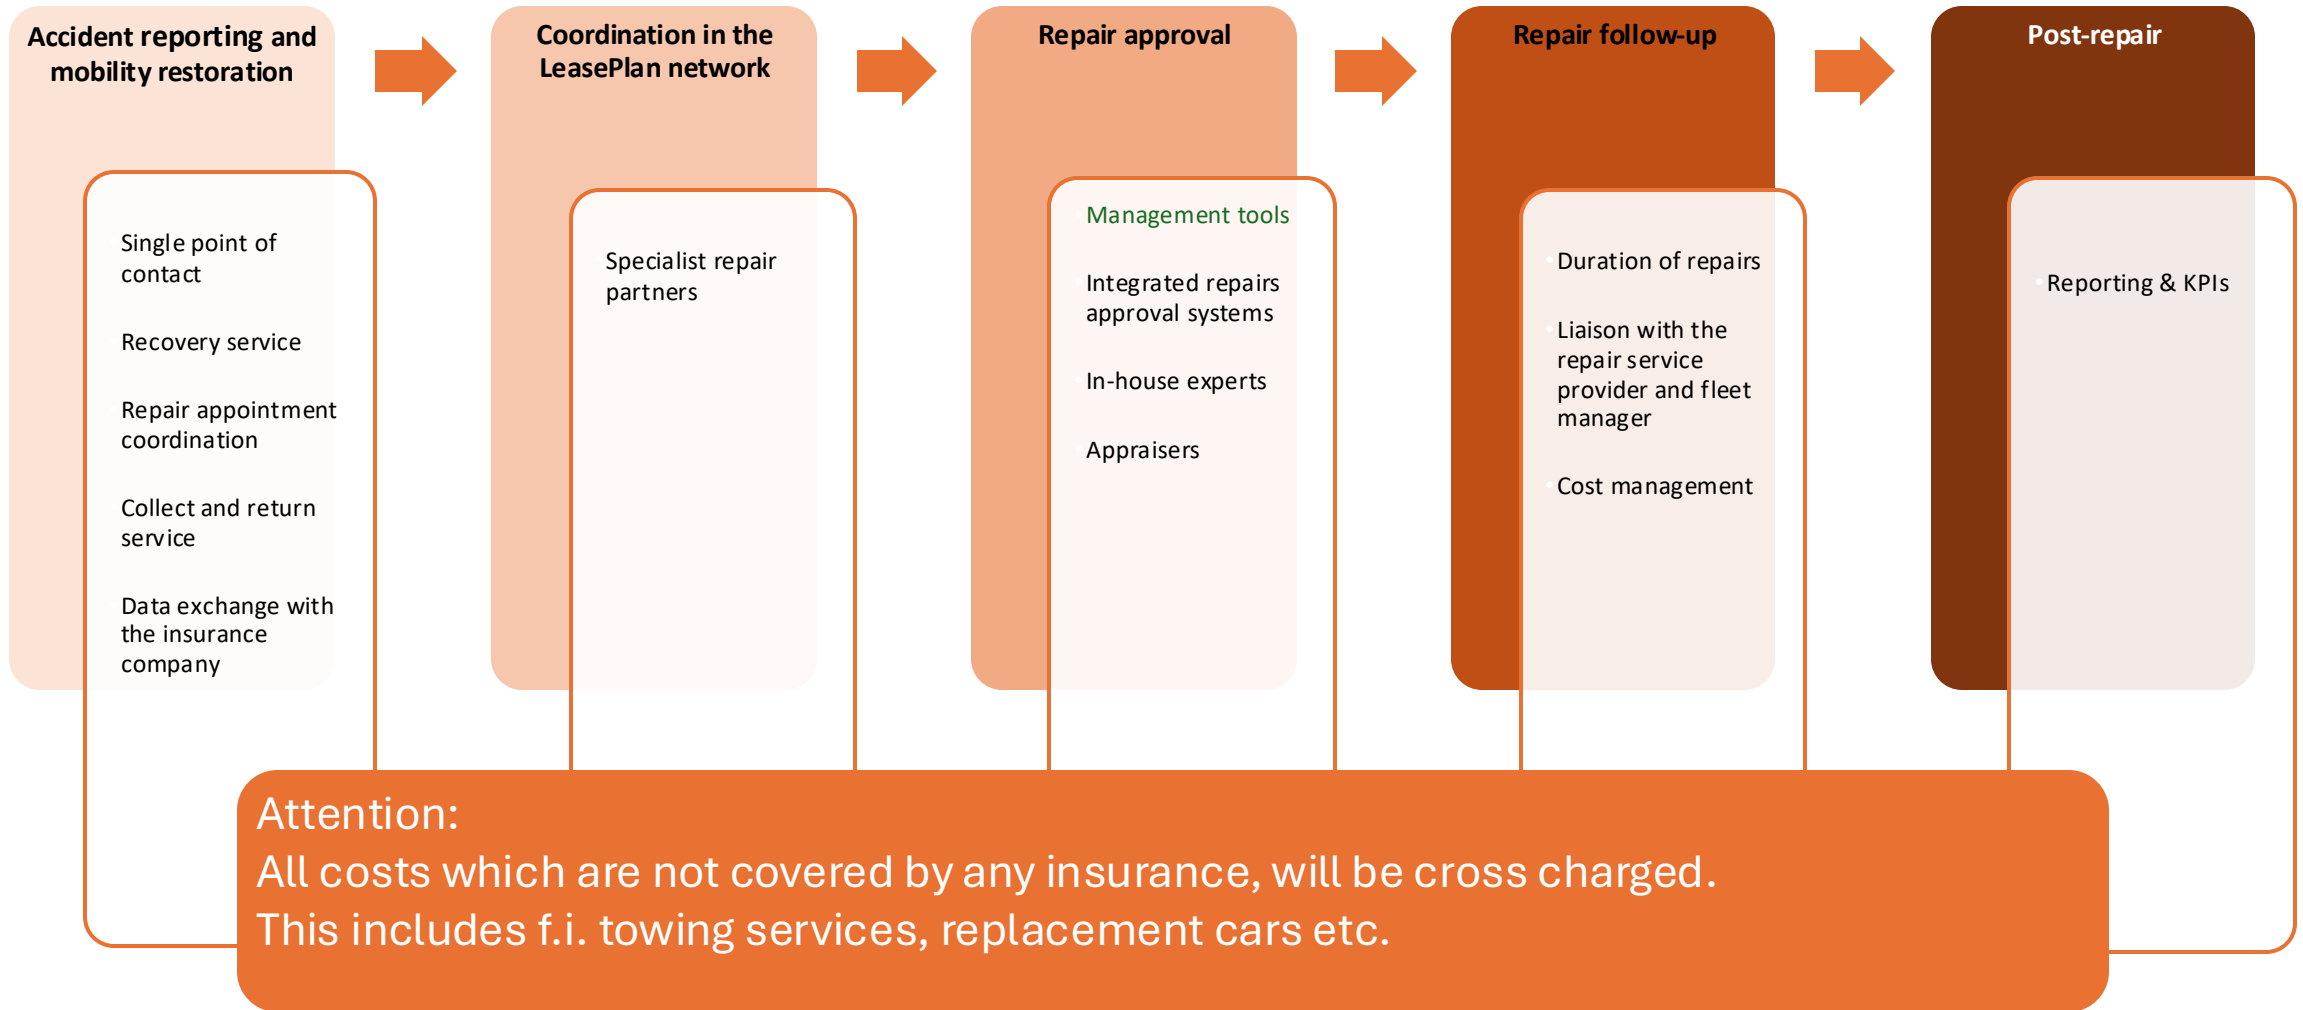 Accident reporting and
mobility restoration
Single point of
contact
Recovery service
Repair appointment
coordination
Collect and return
service
Data exchange with
the insurance
company
Coordination in the
LeasePlan network
Specialist repair
partners
Repair approval
Management tools
Integrated repairs
approval systems
In-house experts
Appraisers
Repair follow-up
• Duration of repairs
• Liaison with the
repair service
provider and fleet
manager
• Cost management
Post-repair
• Reporting & KPIs
Attention:
All costs which are not covered by any insurance, will be cross charged.
This includes f.i. towing services, replacement cars etc.